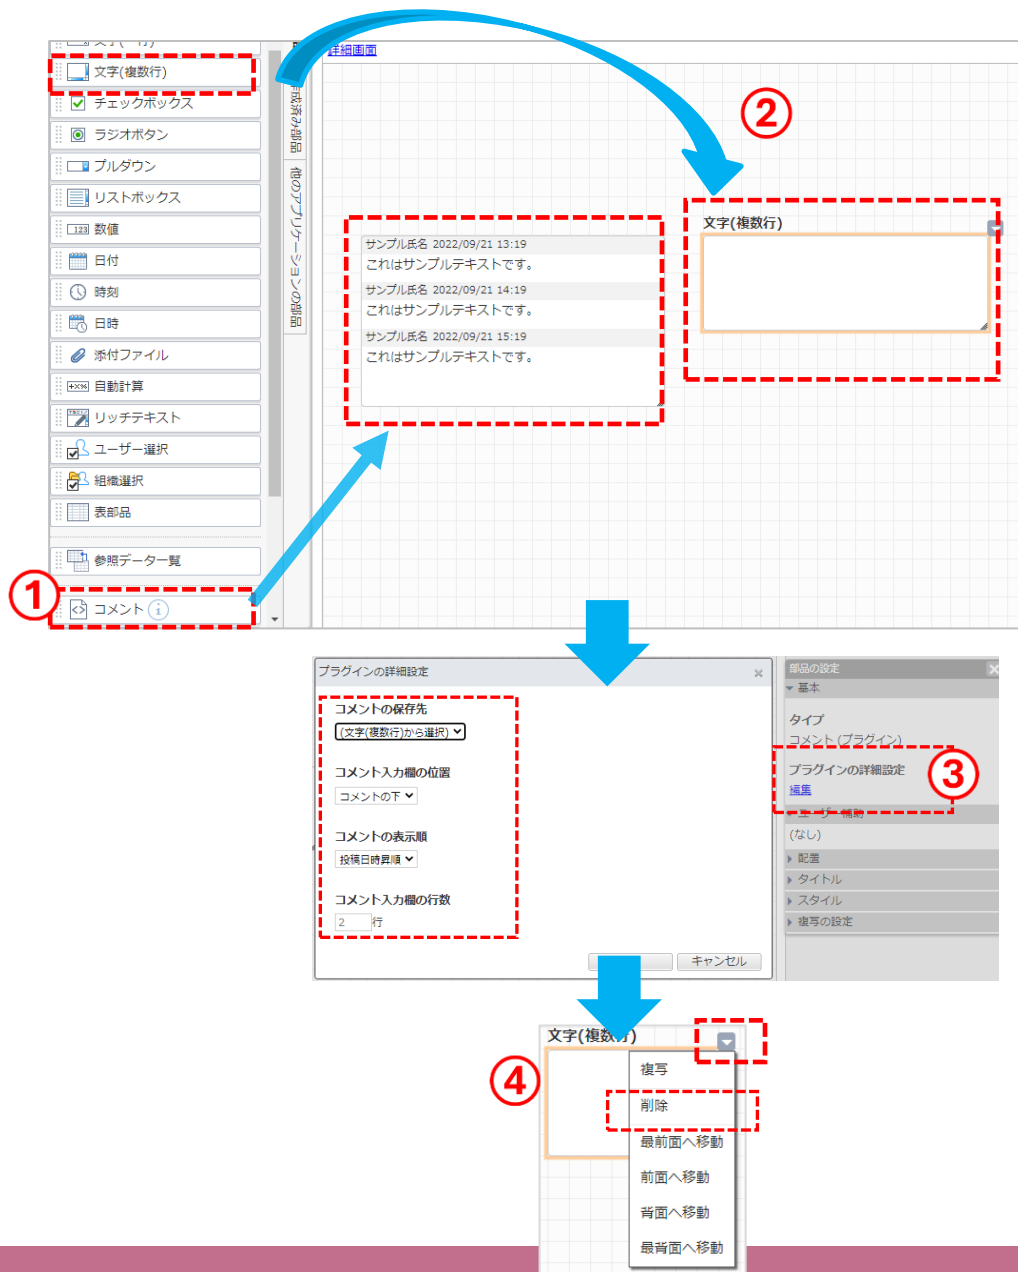 詳細画面
文字(複数行)
チェックボックス
ラジオボタン
プルダウン
リストボックス
123 数値
日付
時刻
日時
添付ファイル
+×% 自動計算
リッチテキスト
ユーザー選択
組織選択
表部品
参照データ一覧
①
コメント i
成済み部品
他のアプリケーションの部品
②
文字(複数行)
サンプル氏名 2022/09/21 13:19
これはサンプルテキストです。
サンプル氏名 2022/09/21 14:19
これはサンプルテキストです。
サンプル氏名 2022/09/21 15:19
これはサンプルテキストです。
プラグインの詳細設定
コメントの保存先
(文字(複数行)から選択)
コメント入力欄の位置
コメントの下
コメントの表示順
投稿日時昇順
コメント入力欄の行数
2 行
キャンセル
部品の設定
基本
タイプ
コメント (プラグイン)
プラグインの詳細設定
編集
③
ユーザー補助
(なし)
配置
タイトル
スタイル
複写の設定
文字(複数行)
④
複写
削除
最前面へ移動
前面へ移動
背面へ移動
最背面へ移動